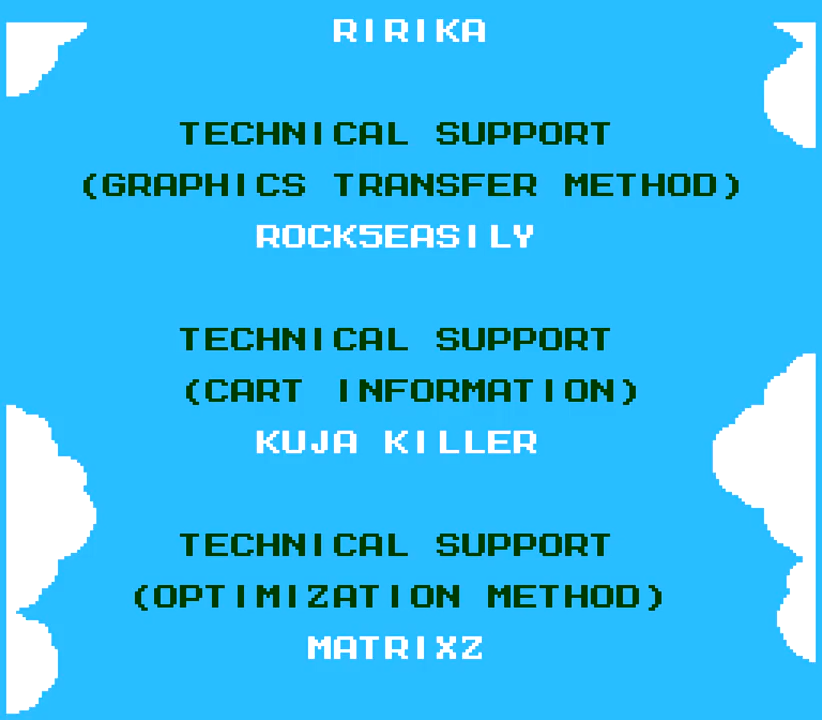 RIRIKA
TECHNICAL SUPPORT
(GRAPHICS TRANSFER METHOD)
ROCK5EASILY
TECHNICAL SUPPORT
(CART INFORMATION)
KUJA KILLER
TECHNICAL SUPPORT
(OPTIMIZATION METHOD)
MATRIXZ